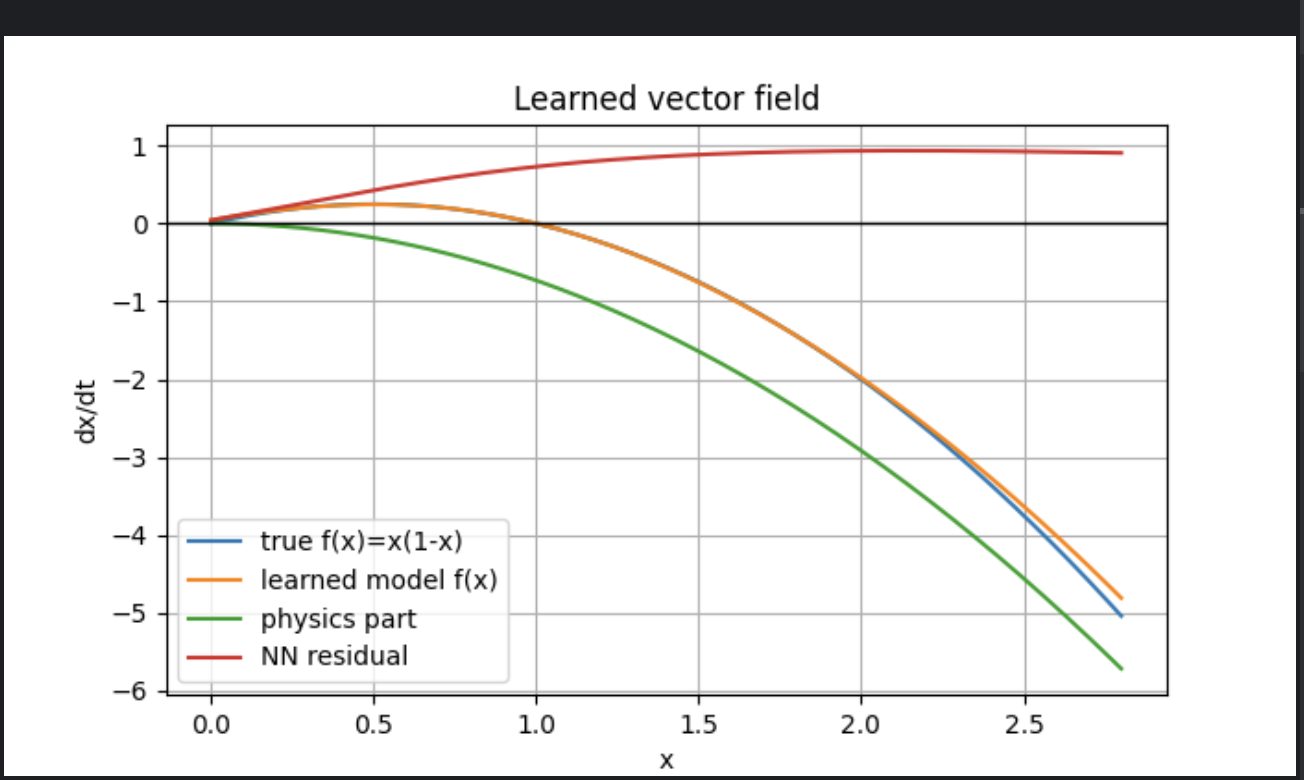 Learned vector field
1
0
−1
−2
−3
−4
−5
−6
dx/dt
true f(x)=x(1-x)
learned model f(x)
physics part
NN residual
0.0 0.5 1.0 1.5 2.0 2.5
x